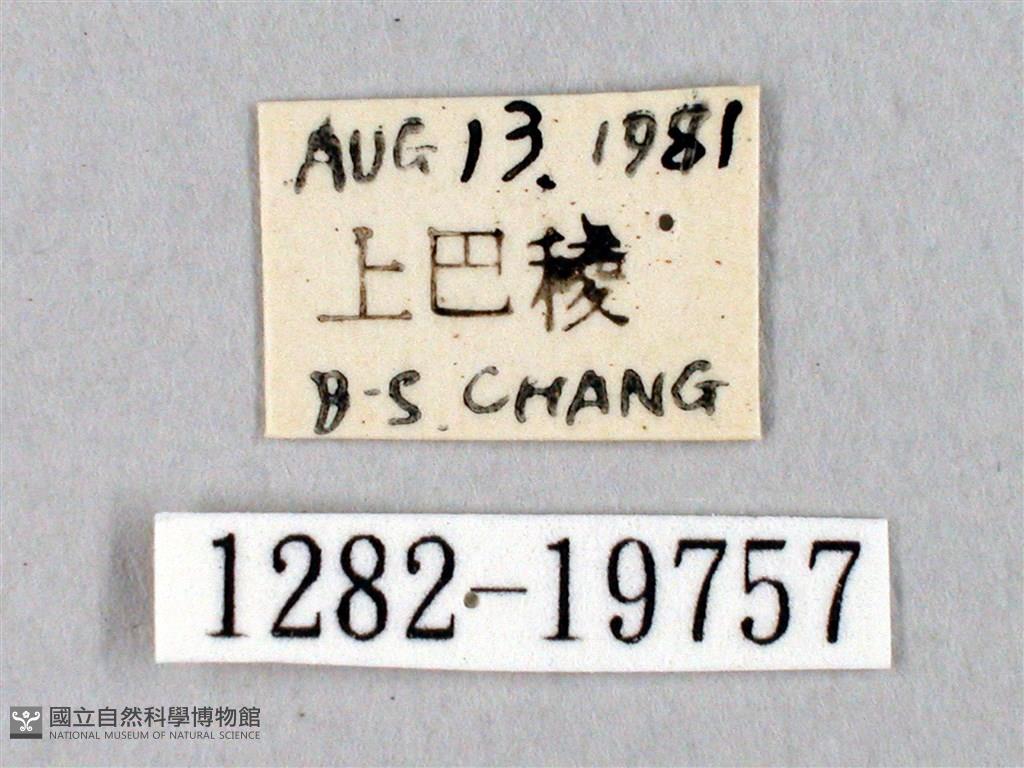 AUG 13. 1981
上巴稜
B-S. CHANG
1282-19757
國立自然科學博物館
NATIONAL MUSEUM OF NATURAL SCIENCE